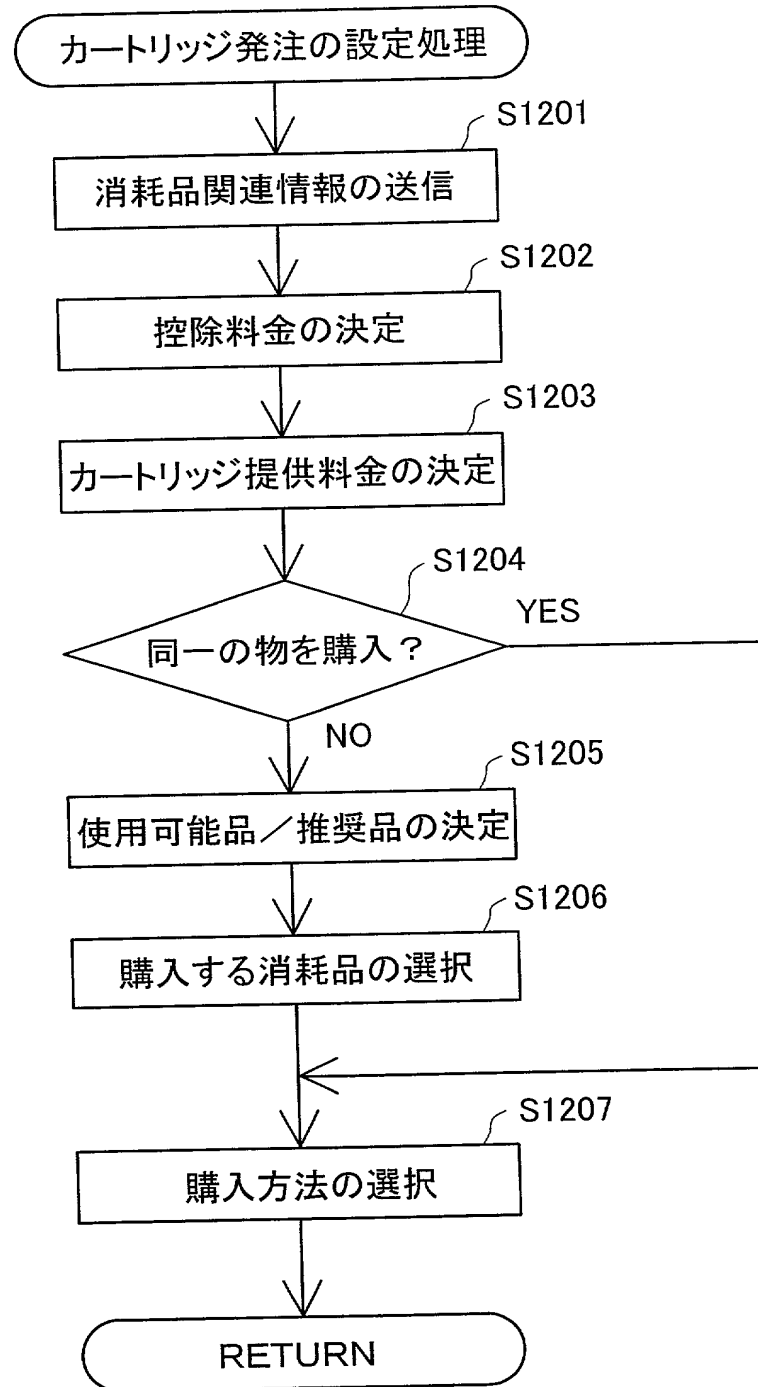 カートリッジ発注の設定処理
S1201
消耗品関連情報の送信
S1202
控除料金の決定
S1203
カートリッジ提供料金の決定
S1204
同一の物を購入?
YES
NO
S1205
使用可能品/推奨品の決定
S1206
購入する消耗品の選択
S1207
購入方法の選択
RETURN